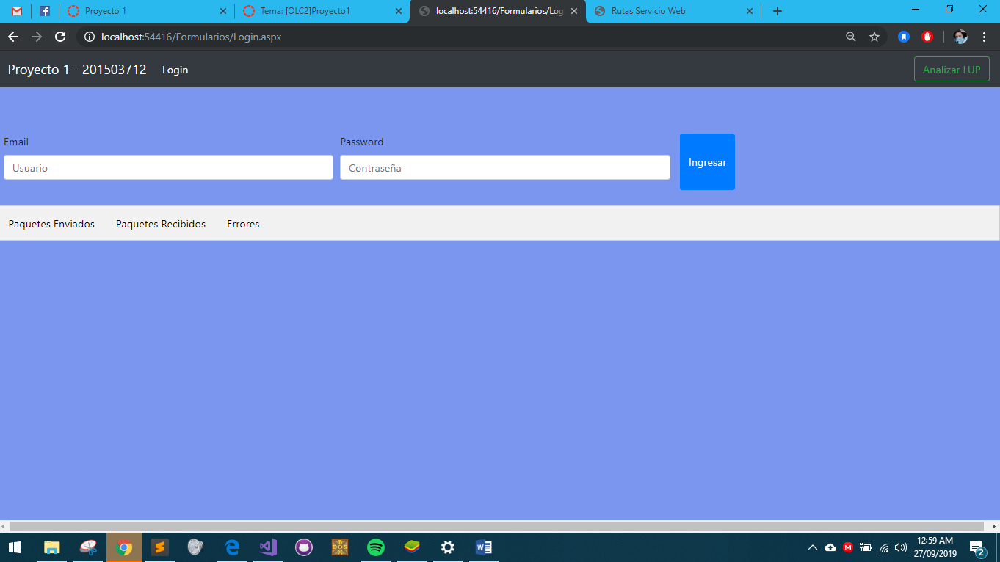 Proyecto 1
Tema: [OLC2]Proyecto1
localhost:54416/Formularios/Log
Rutas Servicio Web
localhost:54416/Formularios/Login.aspx
Proyecto 1 - 201503712
Login
Analizar LUP
Email
Password
Usuario
Contraseña
Ingresar
Paquetes Enviados
Paquetes Recibidos
Errores
12:59 AM
27/09/2019
2